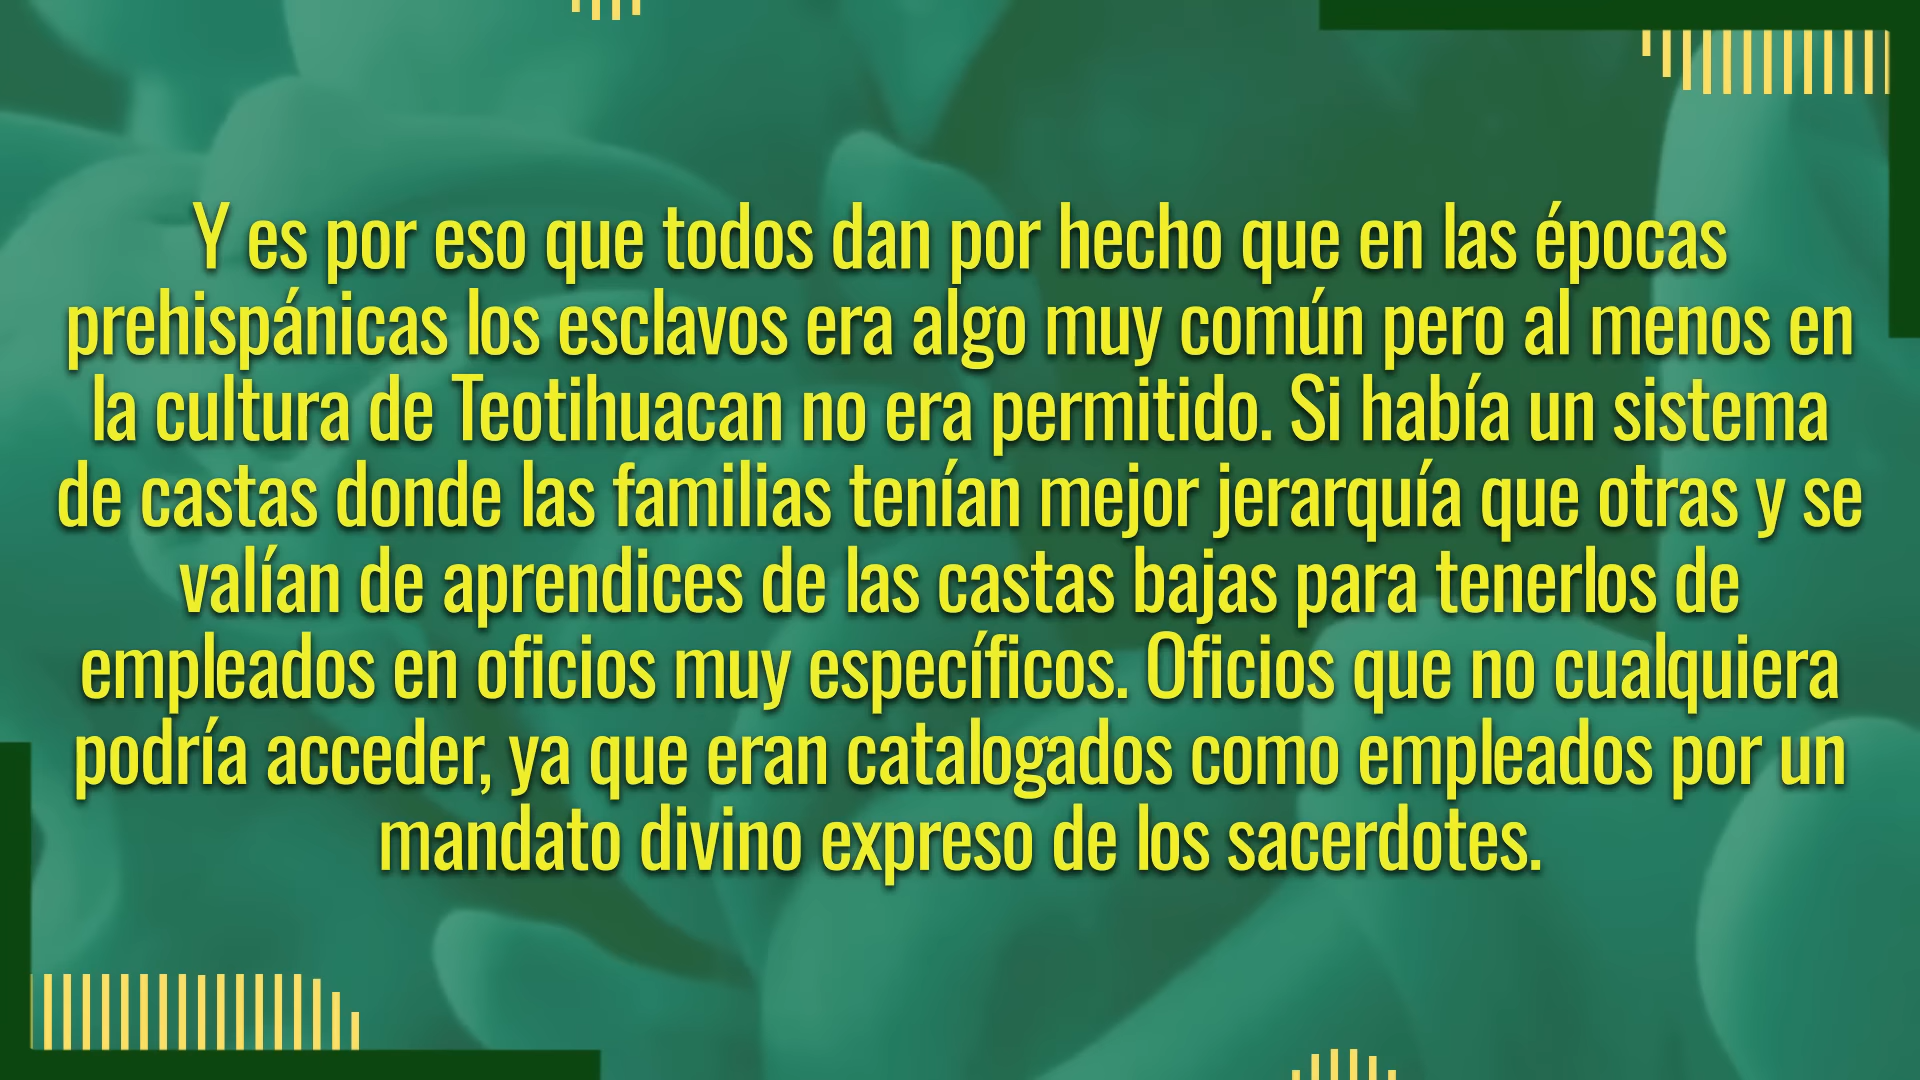 Y es por eso que todos dan por hecho que en las épocas
prehispánicas los esclavos era algo muy común pero al menos en
la cultura de Teotihuacan no era permitido. Si había un sistema
de castas donde las familias tenían mejor jerarquía que otras y se
valían de aprendices de las castas bajas para tenerlos de
empleados en oficios muy específicos. Oficios que no cualquiera
podría acceder, ya que eran catalogados como empleados por un
mandato divino expreso de los sacerdotes.